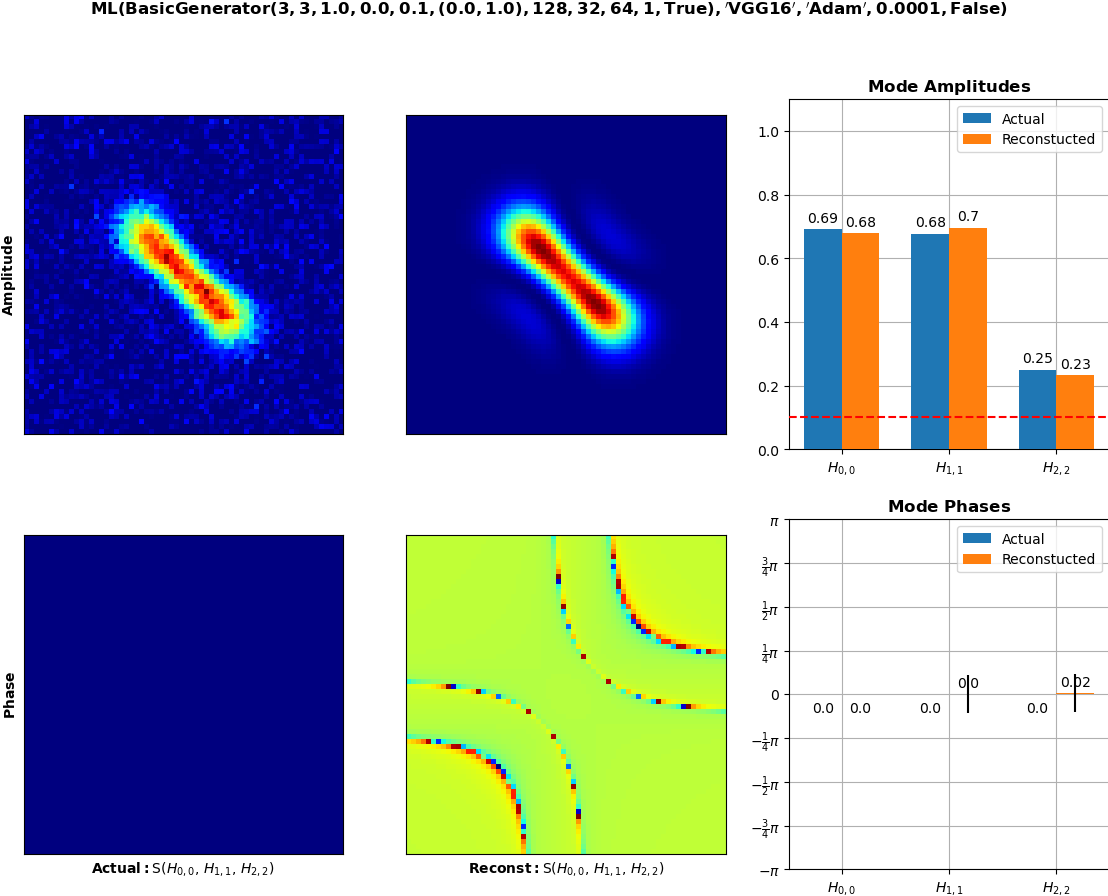 ML(BasicGenerator(3, 3, 1.0, 0.0, 0.1, (0.0, 1.0), 128, 32, 64, 1, True), ′VGG16′, ′Adam′, 0.0001, False)
Amplitude
Mode Amplitudes
Actual
Reconstucted
1.0
0.8
0.6
0.4
0.2
0.0
0.69
0.68
0.68
0.7
0.25
0.23
H0,0
H1,1
H2,2
Phase
Actual: S(H0,0, H1,1, H2,2)
Reconst: S(H0,0, H1,1, H2,2)
Mode Phases
Actual
Reconstucted
π
3/4π
1/2π
1/4π
0
−1/4π
−1/2π
−3/4π
−π
0.0
0.0
0.0
0.0
0.0
0.02
H0,0
H1,1
H2,2